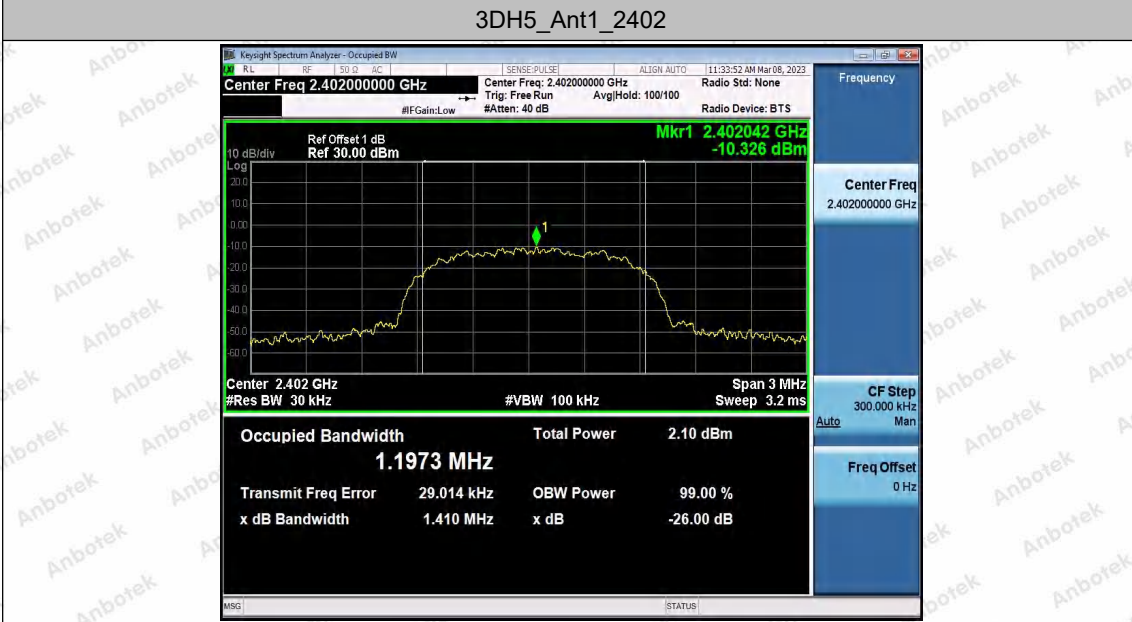 3DH5_Ant1_2402
Keysight Spectrum Analyzer - Occupied BW
RL RF 50 Ω AC SENSE:PULSE ALIGN AUTO 11:33:52 AM Mar 08, 2023
Center Freq 2.402000000 GHz
Center Freq: 2.402000000 GHz
Radio Std: None
Trig: Free Run Avg|Hold: 100/100
#IFGain:Low
#Atten: 40 dB
Radio Device: BTS
Frequency
Ref Offset 1 dB
10 dB/div
Ref 30.00 dBm
Mkr1 2.402042 GHz
-10.326 dBm
Log
20.0
10.0
0.00
-10.0
-20.0
-30.0
-40.0
-50.0
-60.0
1
Center 2.402 GHz
Span 3 MHz
#Res BW 30 kHz
#VBW 100 kHz
Sweep 3.2 ms
Center Freq
2.402000000 GHz
CF Step
300.000 kHz
Auto Man
Freq Offset
0 Hz
Occupied Bandwidth
1.1973 MHz
Total Power 2.10 dBm
Transmit Freq Error 29.014 kHz
OBW Power 99.00 %
x dB Bandwidth 1.410 MHz
x dB -26.00 dB
MSG
STATUS
Anbotek